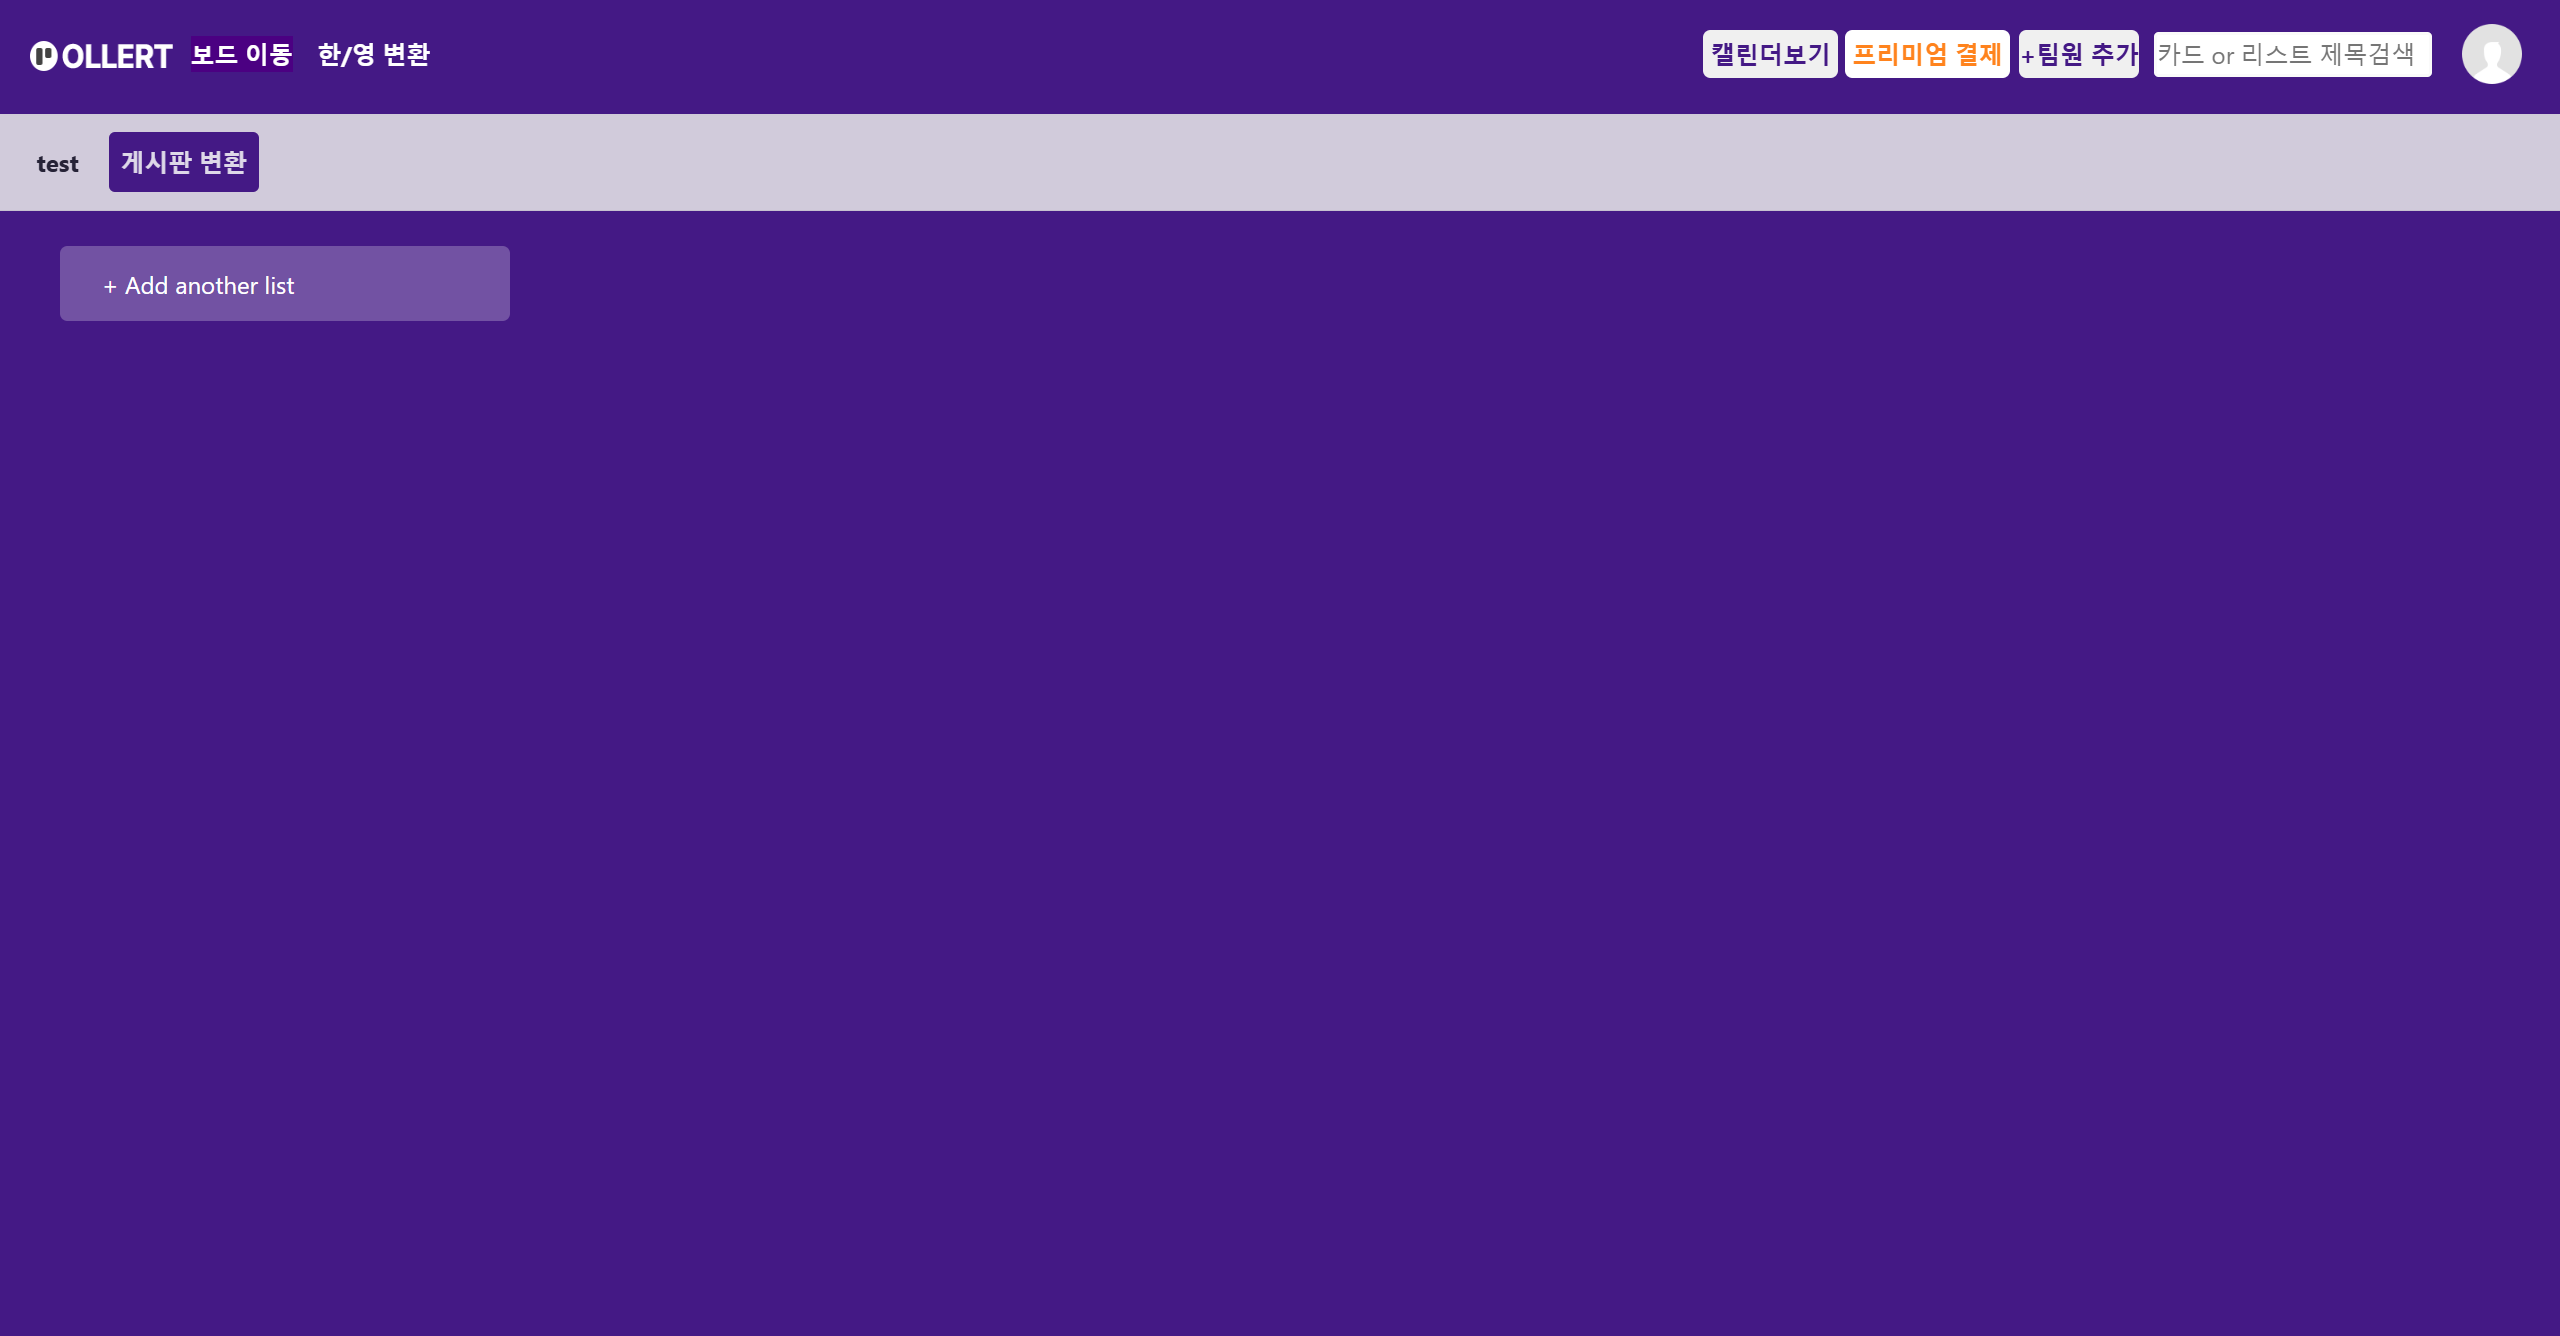 OLLERT 보드 이동 한/영 변환 캘린더보기 프리미엄 결제 +팀원 추가 카드 or 리스트 제목검색
test 게시판 변환
+ Add another list